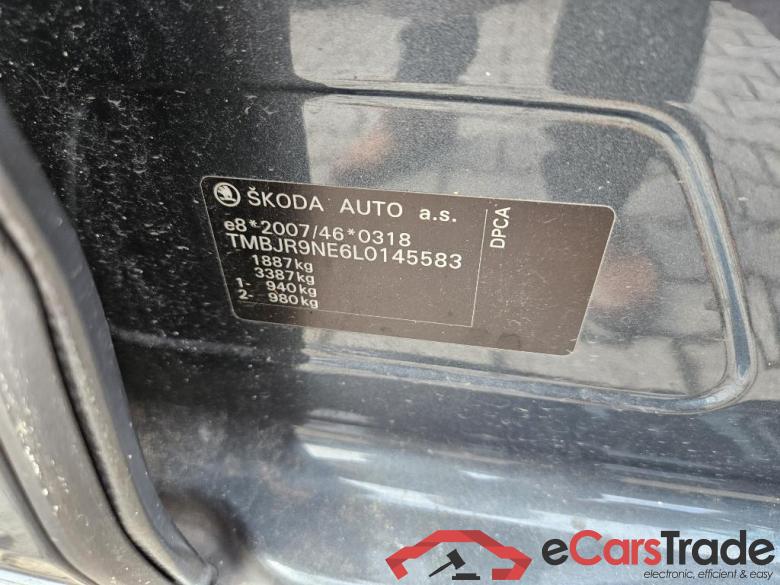 ŠKODA AUTO a.s.
e8*2007/46*0318
TMBJR9NE6L0145583
1887kg
3387kg
1- 940kg
2- 980kg
DPCA
eCarsTrade
electronic, efficient & easy